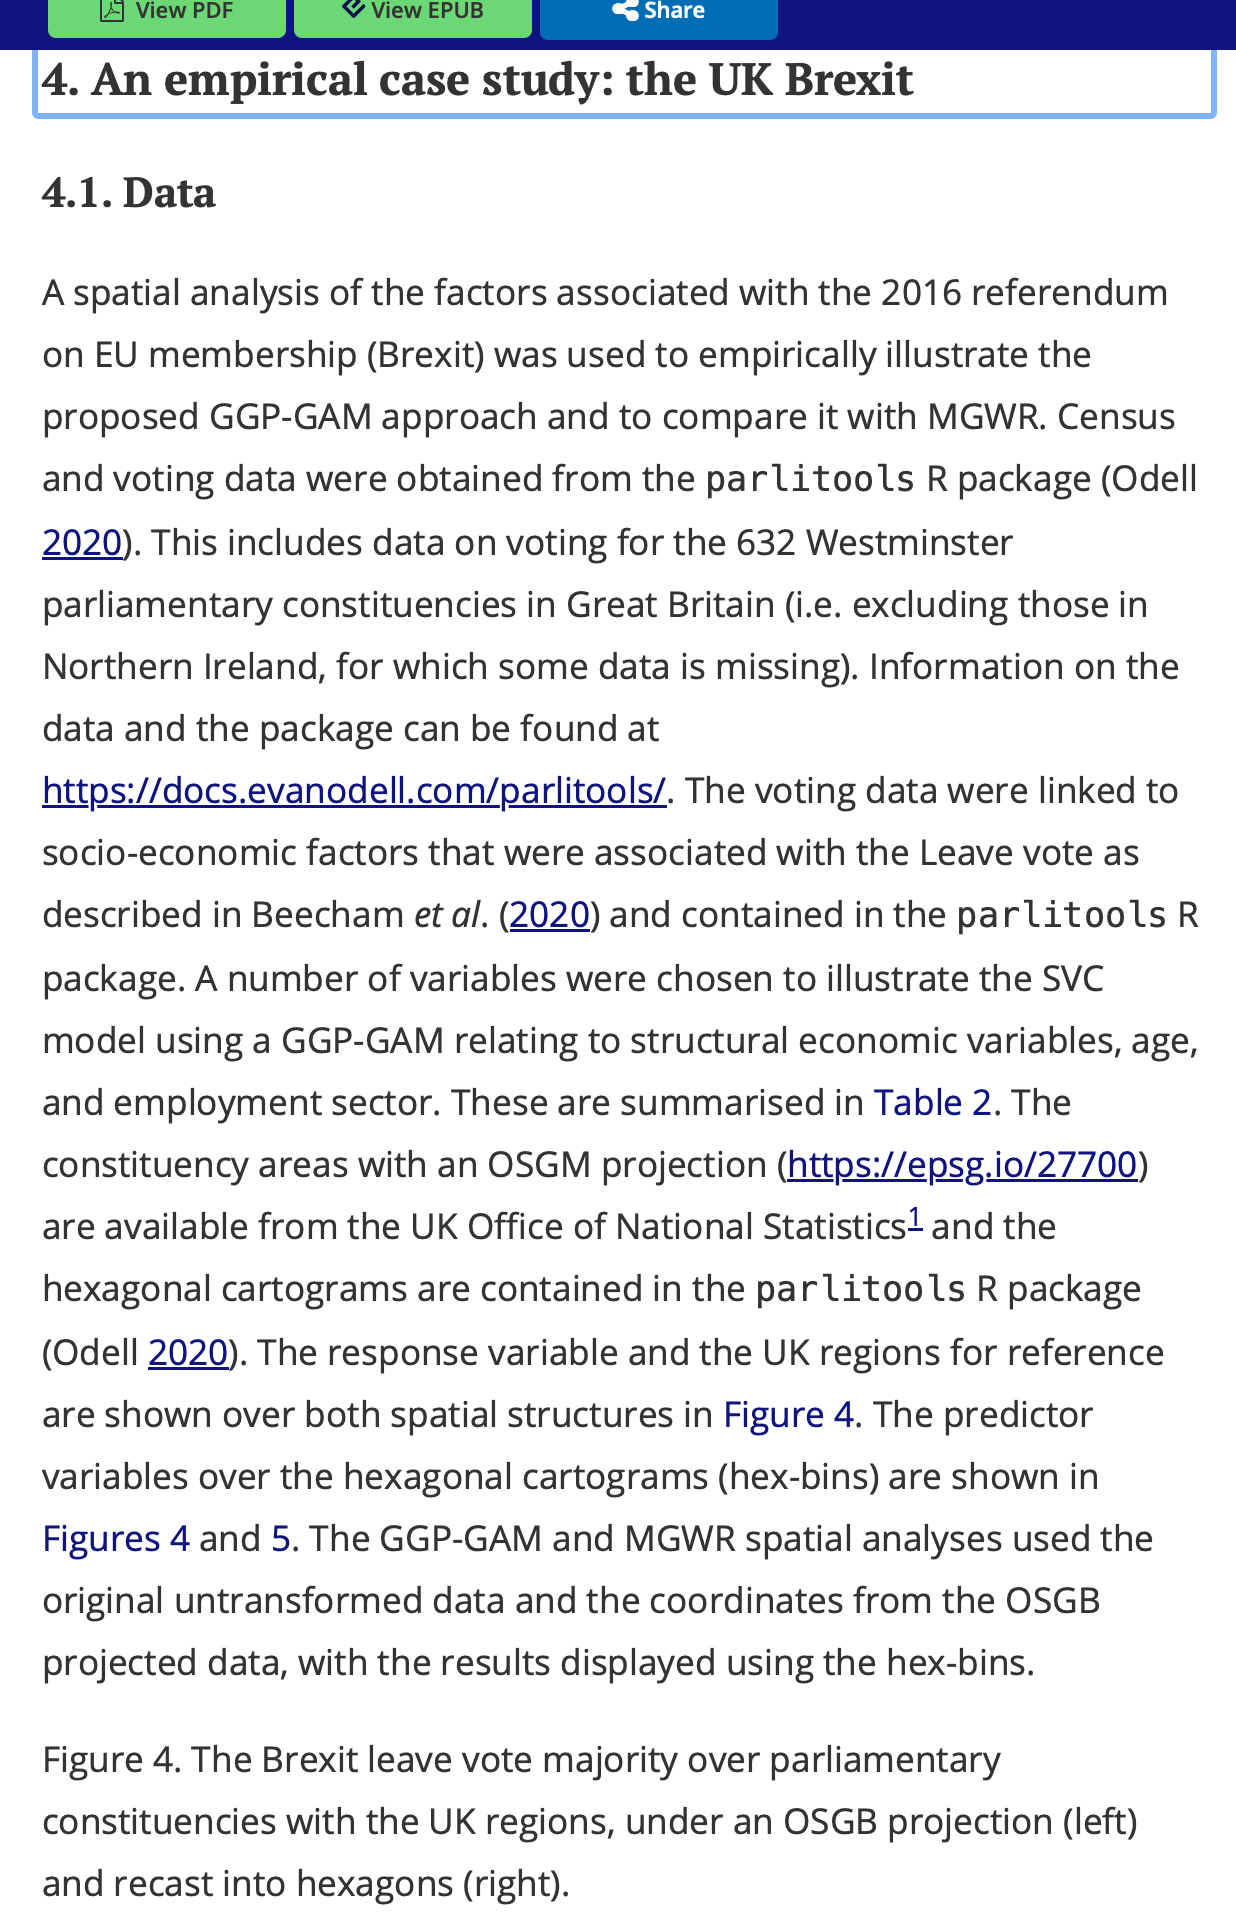 View PDF
View EPUB
Share
4. An empirical case study: the UK Brexit
4.1. Data
A spatial analysis of the factors associated with the 2016 referendum
on EU membership (Brexit) was used to empirically illustrate the
proposed GGP-GAM approach and to compare it with MGWR. Census
and voting data were obtained from the parlitools R package (Odell
2020). This includes data on voting for the 632 Westminster
parliamentary constituencies in Great Britain (i.e. excluding those in
Northern Ireland, for which some data is missing). Information on the
data and the package can be found at
https://docs.evanodell.com/parlitools/. The voting data were linked to
socio-economic factors that were associated with the Leave vote as
described in Beecham et al. (2020) and contained in the parlitools R
package. A number of variables were chosen to illustrate the SVC
model using a GGP-GAM relating to structural economic variables, age,
and employment sector. These are summarised in Table 2. The
constituency areas with an OSGM projection (https://epsg.io/27700)
are available from the UK Office of National Statistics1 and the
hexagonal cartograms are contained in the parlitools R package
(Odell 2020). The response variable and the UK regions for reference
are shown over both spatial structures in Figure 4. The predictor
variables over the hexagonal cartograms (hex-bins) are shown in
Figures 4 and 5. The GGP-GAM and MGWR spatial analyses used the
original untransformed data and the coordinates from the OSGB
projected data, with the results displayed using the hex-bins.
Figure 4. The Brexit leave vote majority over parliamentary
constituencies with the UK regions, under an OSGB projection (left)
and recast into hexagons (right).